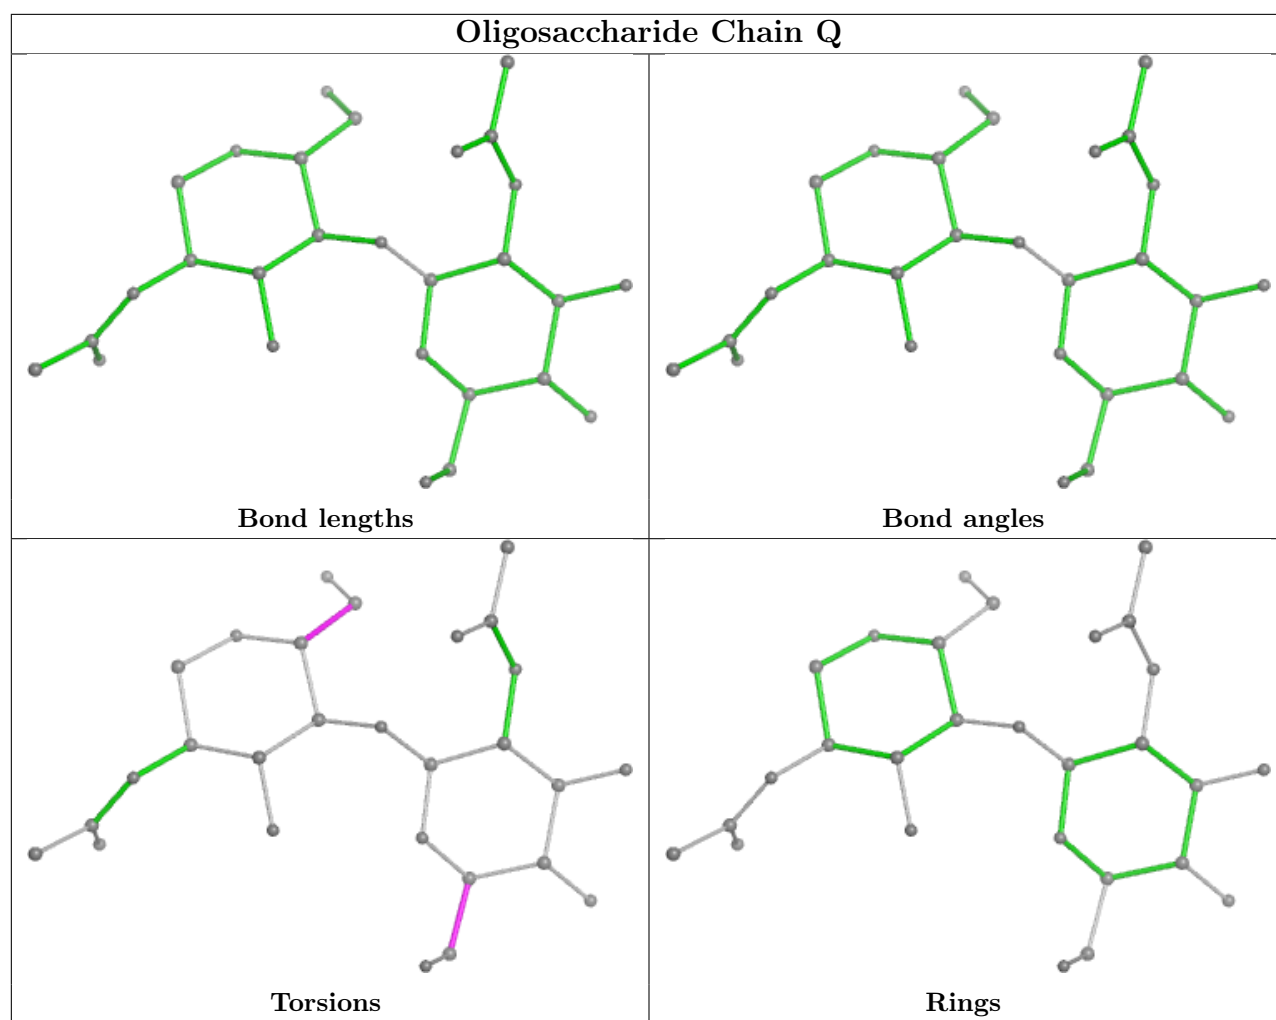 Oligosaccharide Chain Q
Bond lengths
Bond angles
Torsions
Rings